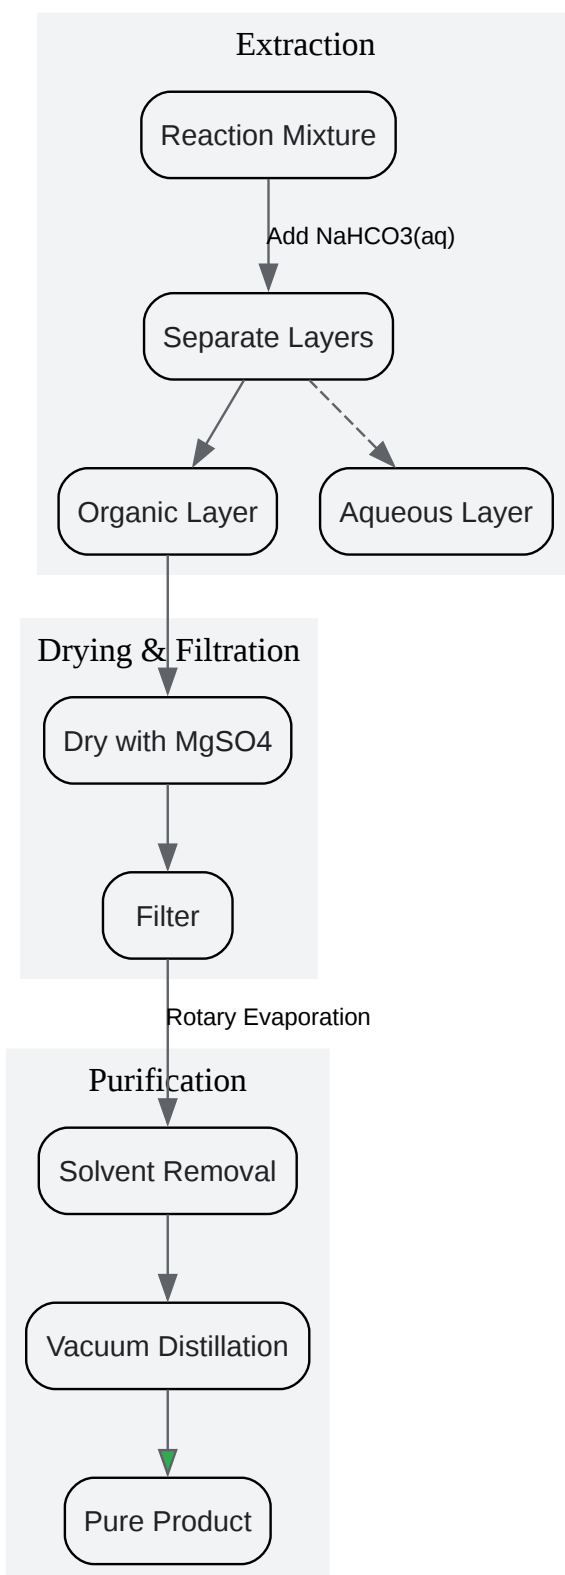 Extraction
Reaction Mixture
Add NaHCO3(aq)
Separate Layers
Organic Layer
Aqueous Layer
Drying & Filtration
Dry with MgSO4
Filter
Rotary Evaporation
Purification
Solvent Removal
Vacuum Distillation
Pure Product